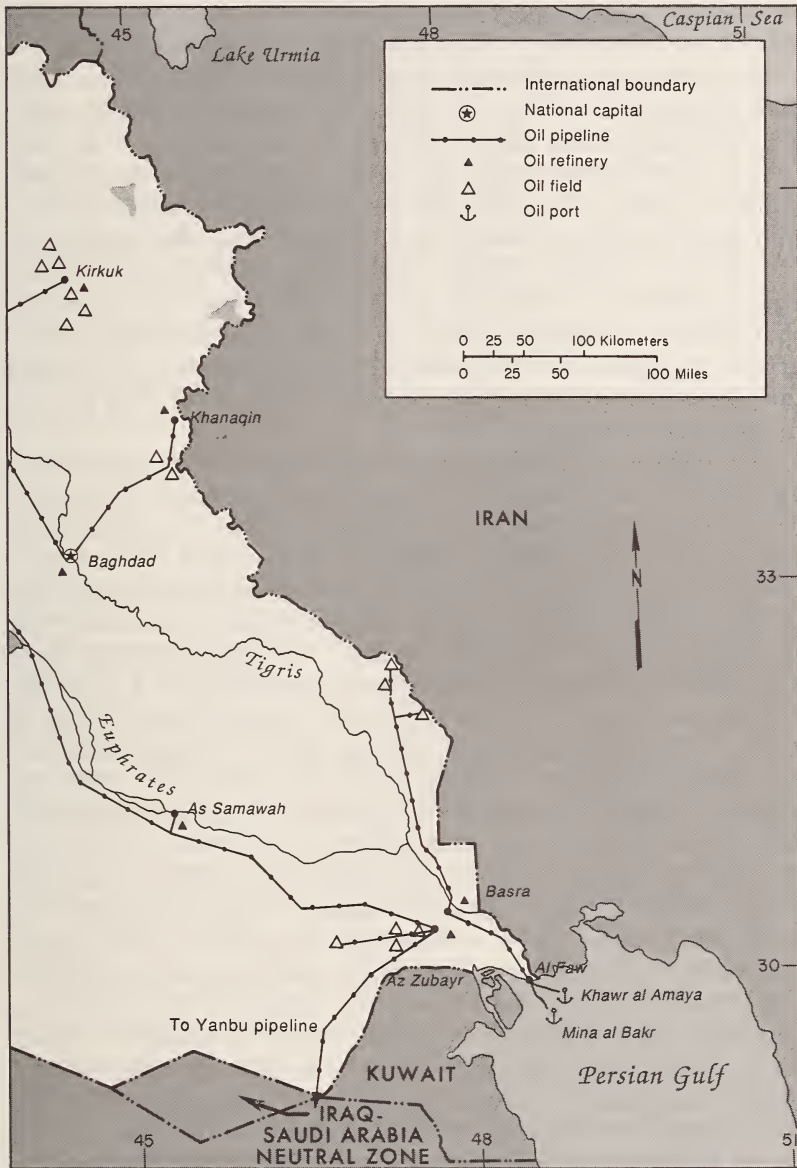 45
48
Caspian Sea
51
Lake Urmia
International boundary
National capital
Oil pipeline
Oil refinery
Oil field
Oil port
0 25 50 100 Kilometers
0 25 50 100 Miles
Kirkuk
Khanaqin
IRAN
N
Baghdad
33
Tigris
Euphrates
As Samawah
Basra
Al Faw
30
Az Zubayr
Khawr al Amaya
Mina al Bakr
To Yanbu pipeline
KUWAIT
Persian Gulf
IRAQ-
SAUDI ARABIA
NEUTRAL ZONE
45
48
51